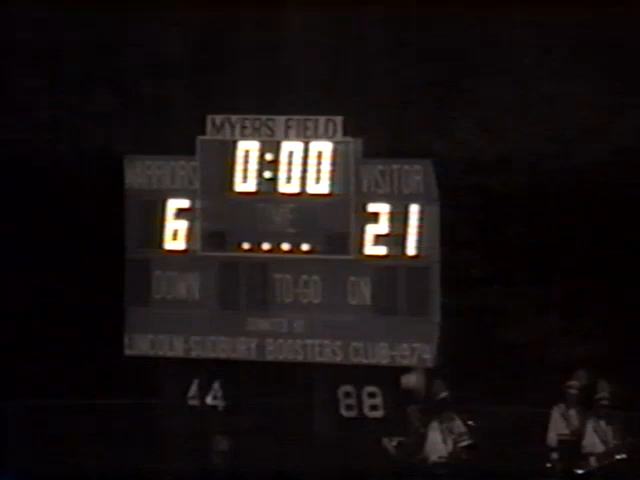 MYERS FIELD
0:00
WARRIORS
VISITOR
6
TIME
21
DOWN
TO GO
ON
DONATED BY
LINCOLN-SUDBURY BOOSTERS CLUB-1974
44
88